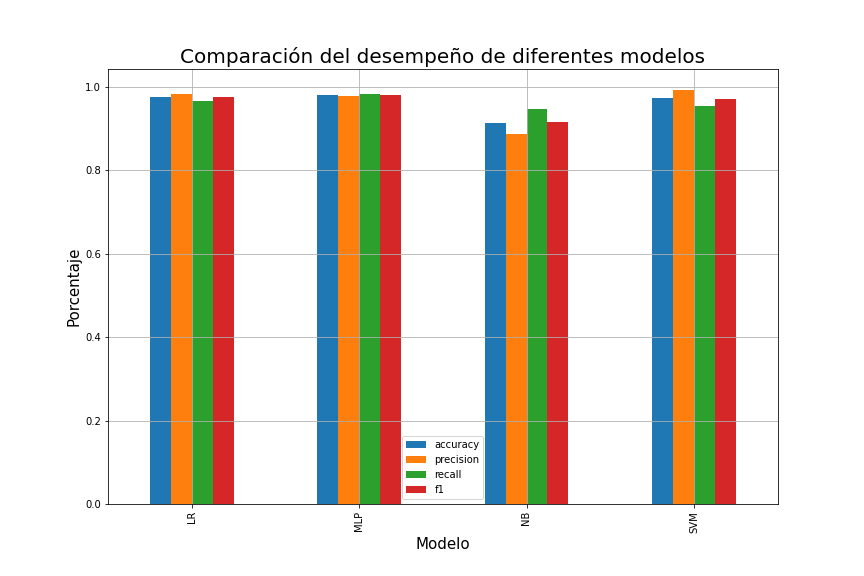 Comparación del desempeño de diferentes modelos
Porcentaje
1.0
0.8
0.6
0.4
0.2
0.0
accuracy
precision
recall
f1
LR
MLP
NB
SVM
Modelo